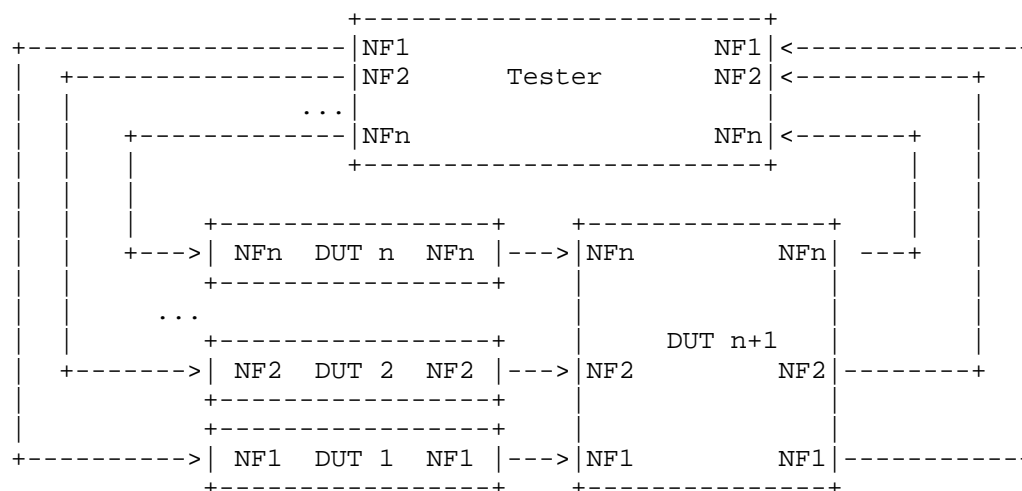 NF1 NF1
NF2 Tester NF2
...
NFn NFn
NFn DUT n NFn NFn NFn
...
DUT n+1
NF2 DUT 2 NF2 NF2 NF2
NF1 DUT 1 NF1 NF1 NF1